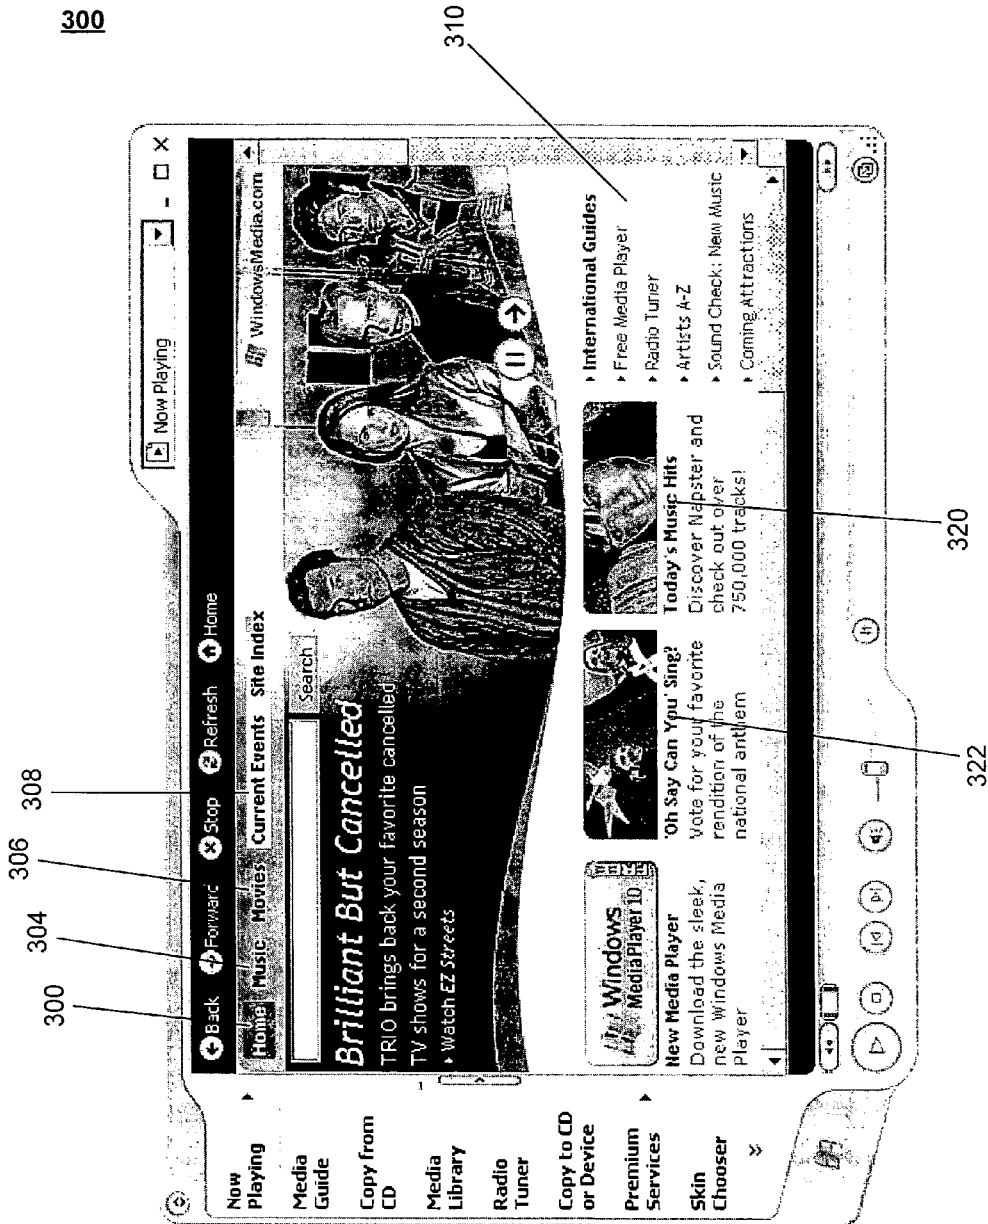 300
310
300
304
306
308
Now Playing
Back Forward Stop Refresh Home
Home Music Movies Current Events Site Index
WindowsMedia.com
Search
Brilliant But Cancelled
TRIO brings back your favorite cancelled
TV shows for a second season
Watch EZ Streets
Now
Playing
Media
Guide
Copy from
CD
Media
Library
Radio
Tuner
Copy to CD
or Device
Premium
Services
Skin
Chooser
Windows
MediaPlayer 10
New Media Player
Download the sleek,
new Windows Media
Player
'Oh Say Can You' Sing?
Vote for your favorite
rendition of the
national anthem
Today's Music Hits
Discover Napster and
check out over
750,000 tracks!
International Guides
Free Media Player
Radio Tuner
Artists A-Z
Sound Check: New Music
Coming Attractions
322
320